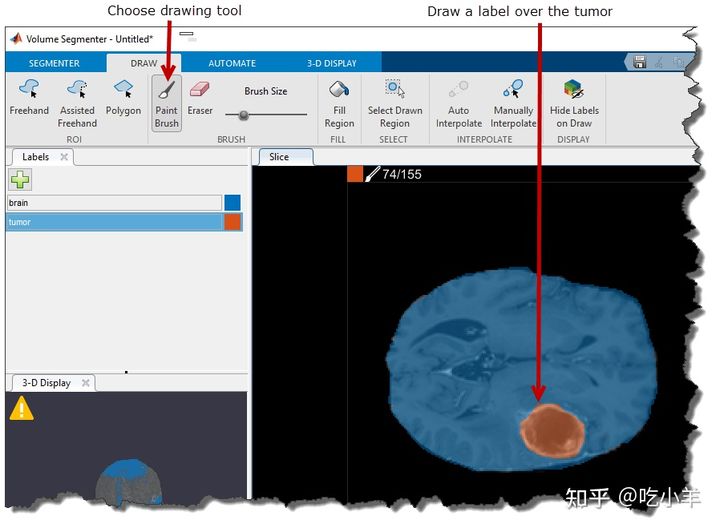 Choose drawing tool
Draw a label over the tumor
Volume Segmenter - Untitled*
SEGMENTER DRAW AUTOMATE 3-D DISPLAY
Freehand Assisted Freehand Polygon Paint Brush Eraser Brush Size Fill Region Select Drawn Region Auto Interpolate Manually Interpolate Hide Labels on Draw
ROI BRUSH FILL SELECT INTERPOLATE DISPLAY
Labels Slice
74/155
brain
tumor
3-D Display
知乎 @吃小羊